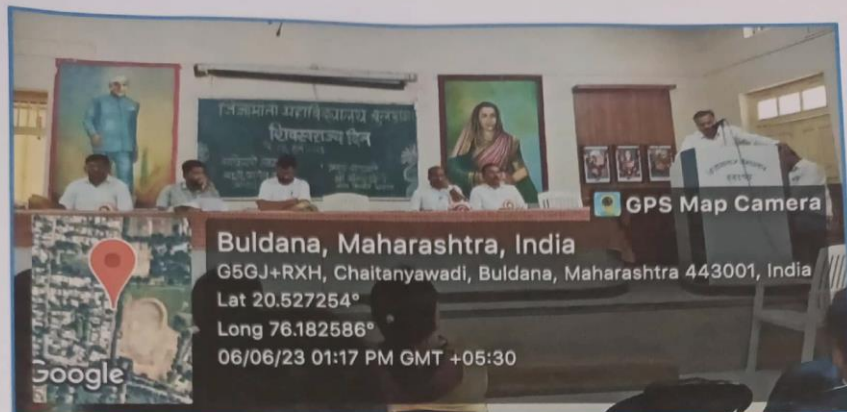 जिजामाता महाविद्यालय बुलडाणा
शिवस्वराज्य दिन
GPS Map Camera
Buldana, Maharashtra, India
G5GJ+RXH, Chaitanyawadi, Buldana, Maharashtra 443001, India
Lat 20.527254°
Long 76.182586°
06/06/23 01:17 PM GMT +05:30
Google